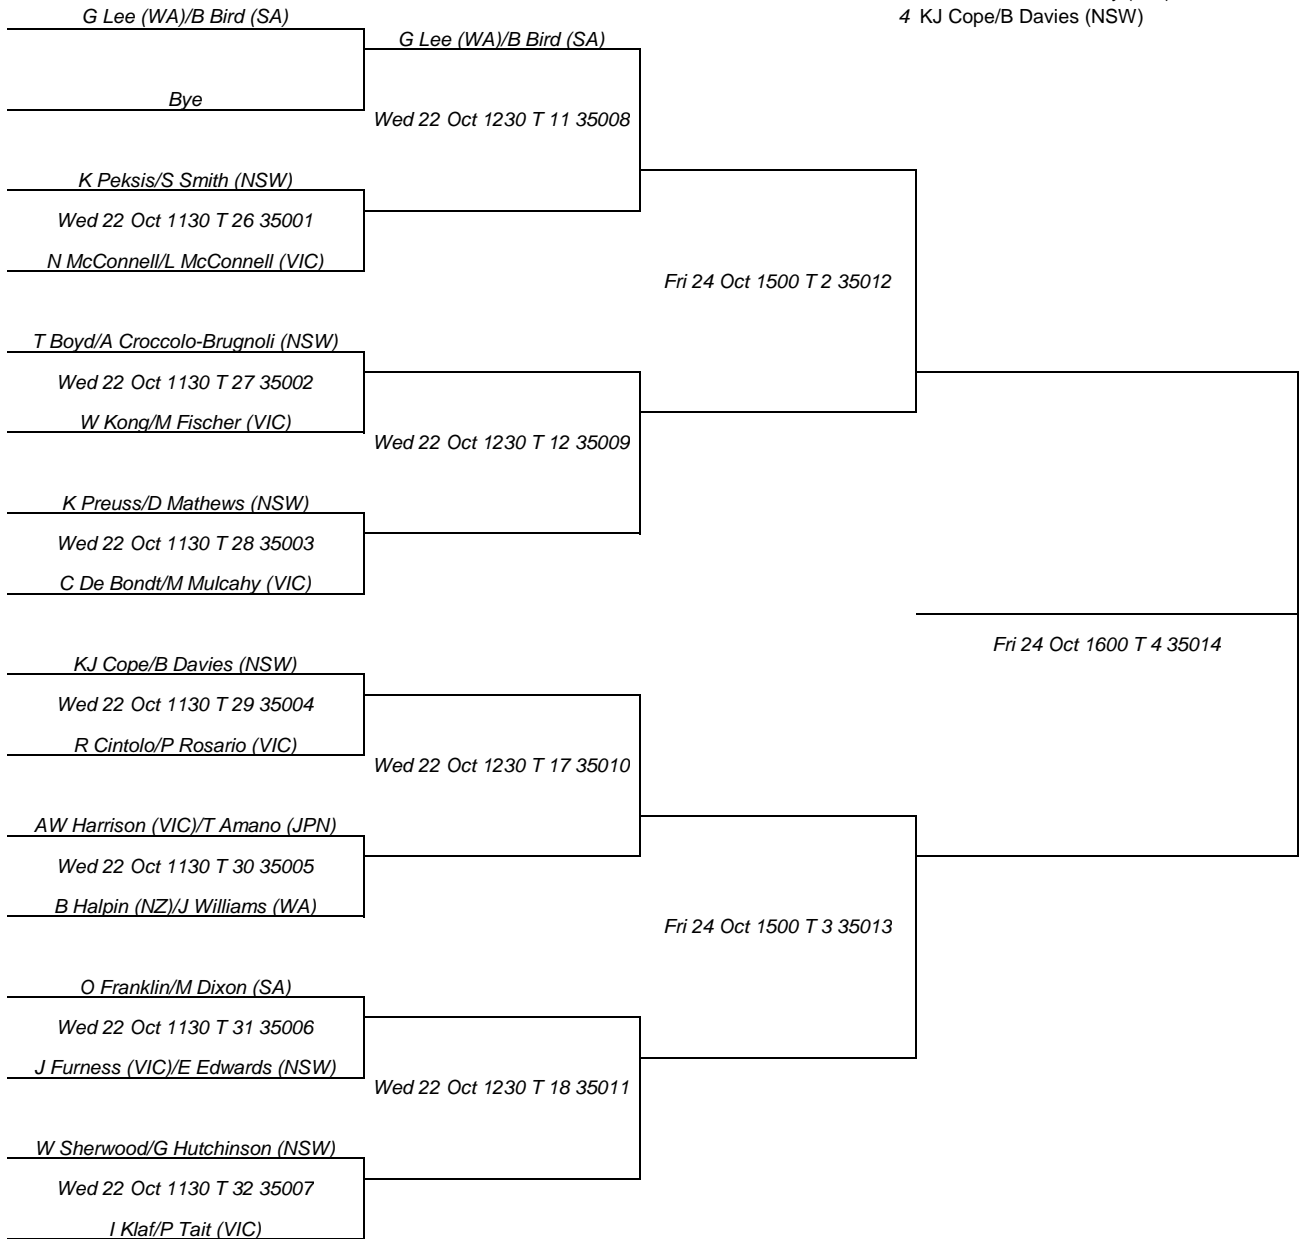 G Lee (WA)/B Bird (SA)
4 KJ Cope/B Davies (NSW)
G Lee (WA)/B Bird (SA)
Bye
Wed 22 Oct 1230 T 11 35008
K Peksis/S Smith (NSW)
Wed 22 Oct 1130 T 26 35001
N McConnell/L McConnell (VIC)
Fri 24 Oct 1500 T 2 35012
T Boyd/A Croccolo-Brugnoli (NSW)
Wed 22 Oct 1130 T 27 35002
W Kong/M Fischer (VIC)
Wed 22 Oct 1230 T 12 35009
K Preuss/D Mathews (NSW)
Wed 22 Oct 1130 T 28 35003
C De Bondt/M Mulcahy (VIC)
Fri 24 Oct 1600 T 4 35014
KJ Cope/B Davies (NSW)
Wed 22 Oct 1130 T 29 35004
R Cintolo/P Rosario (VIC)
Wed 22 Oct 1230 T 17 35010
AW Harrison (VIC)/T Amano (JPN)
Wed 22 Oct 1130 T 30 35005
B Halpin (NZ)/J Williams (WA)
Fri 24 Oct 1500 T 3 35013
O Franklin/M Dixon (SA)
Wed 22 Oct 1130 T 31 35006
J Furness (VIC)/E Edwards (NSW)
Wed 22 Oct 1230 T 18 35011
W Sherwood/G Hutchinson (NSW)
Wed 22 Oct 1130 T 32 35007
I Klaf/P Tait (VIC)